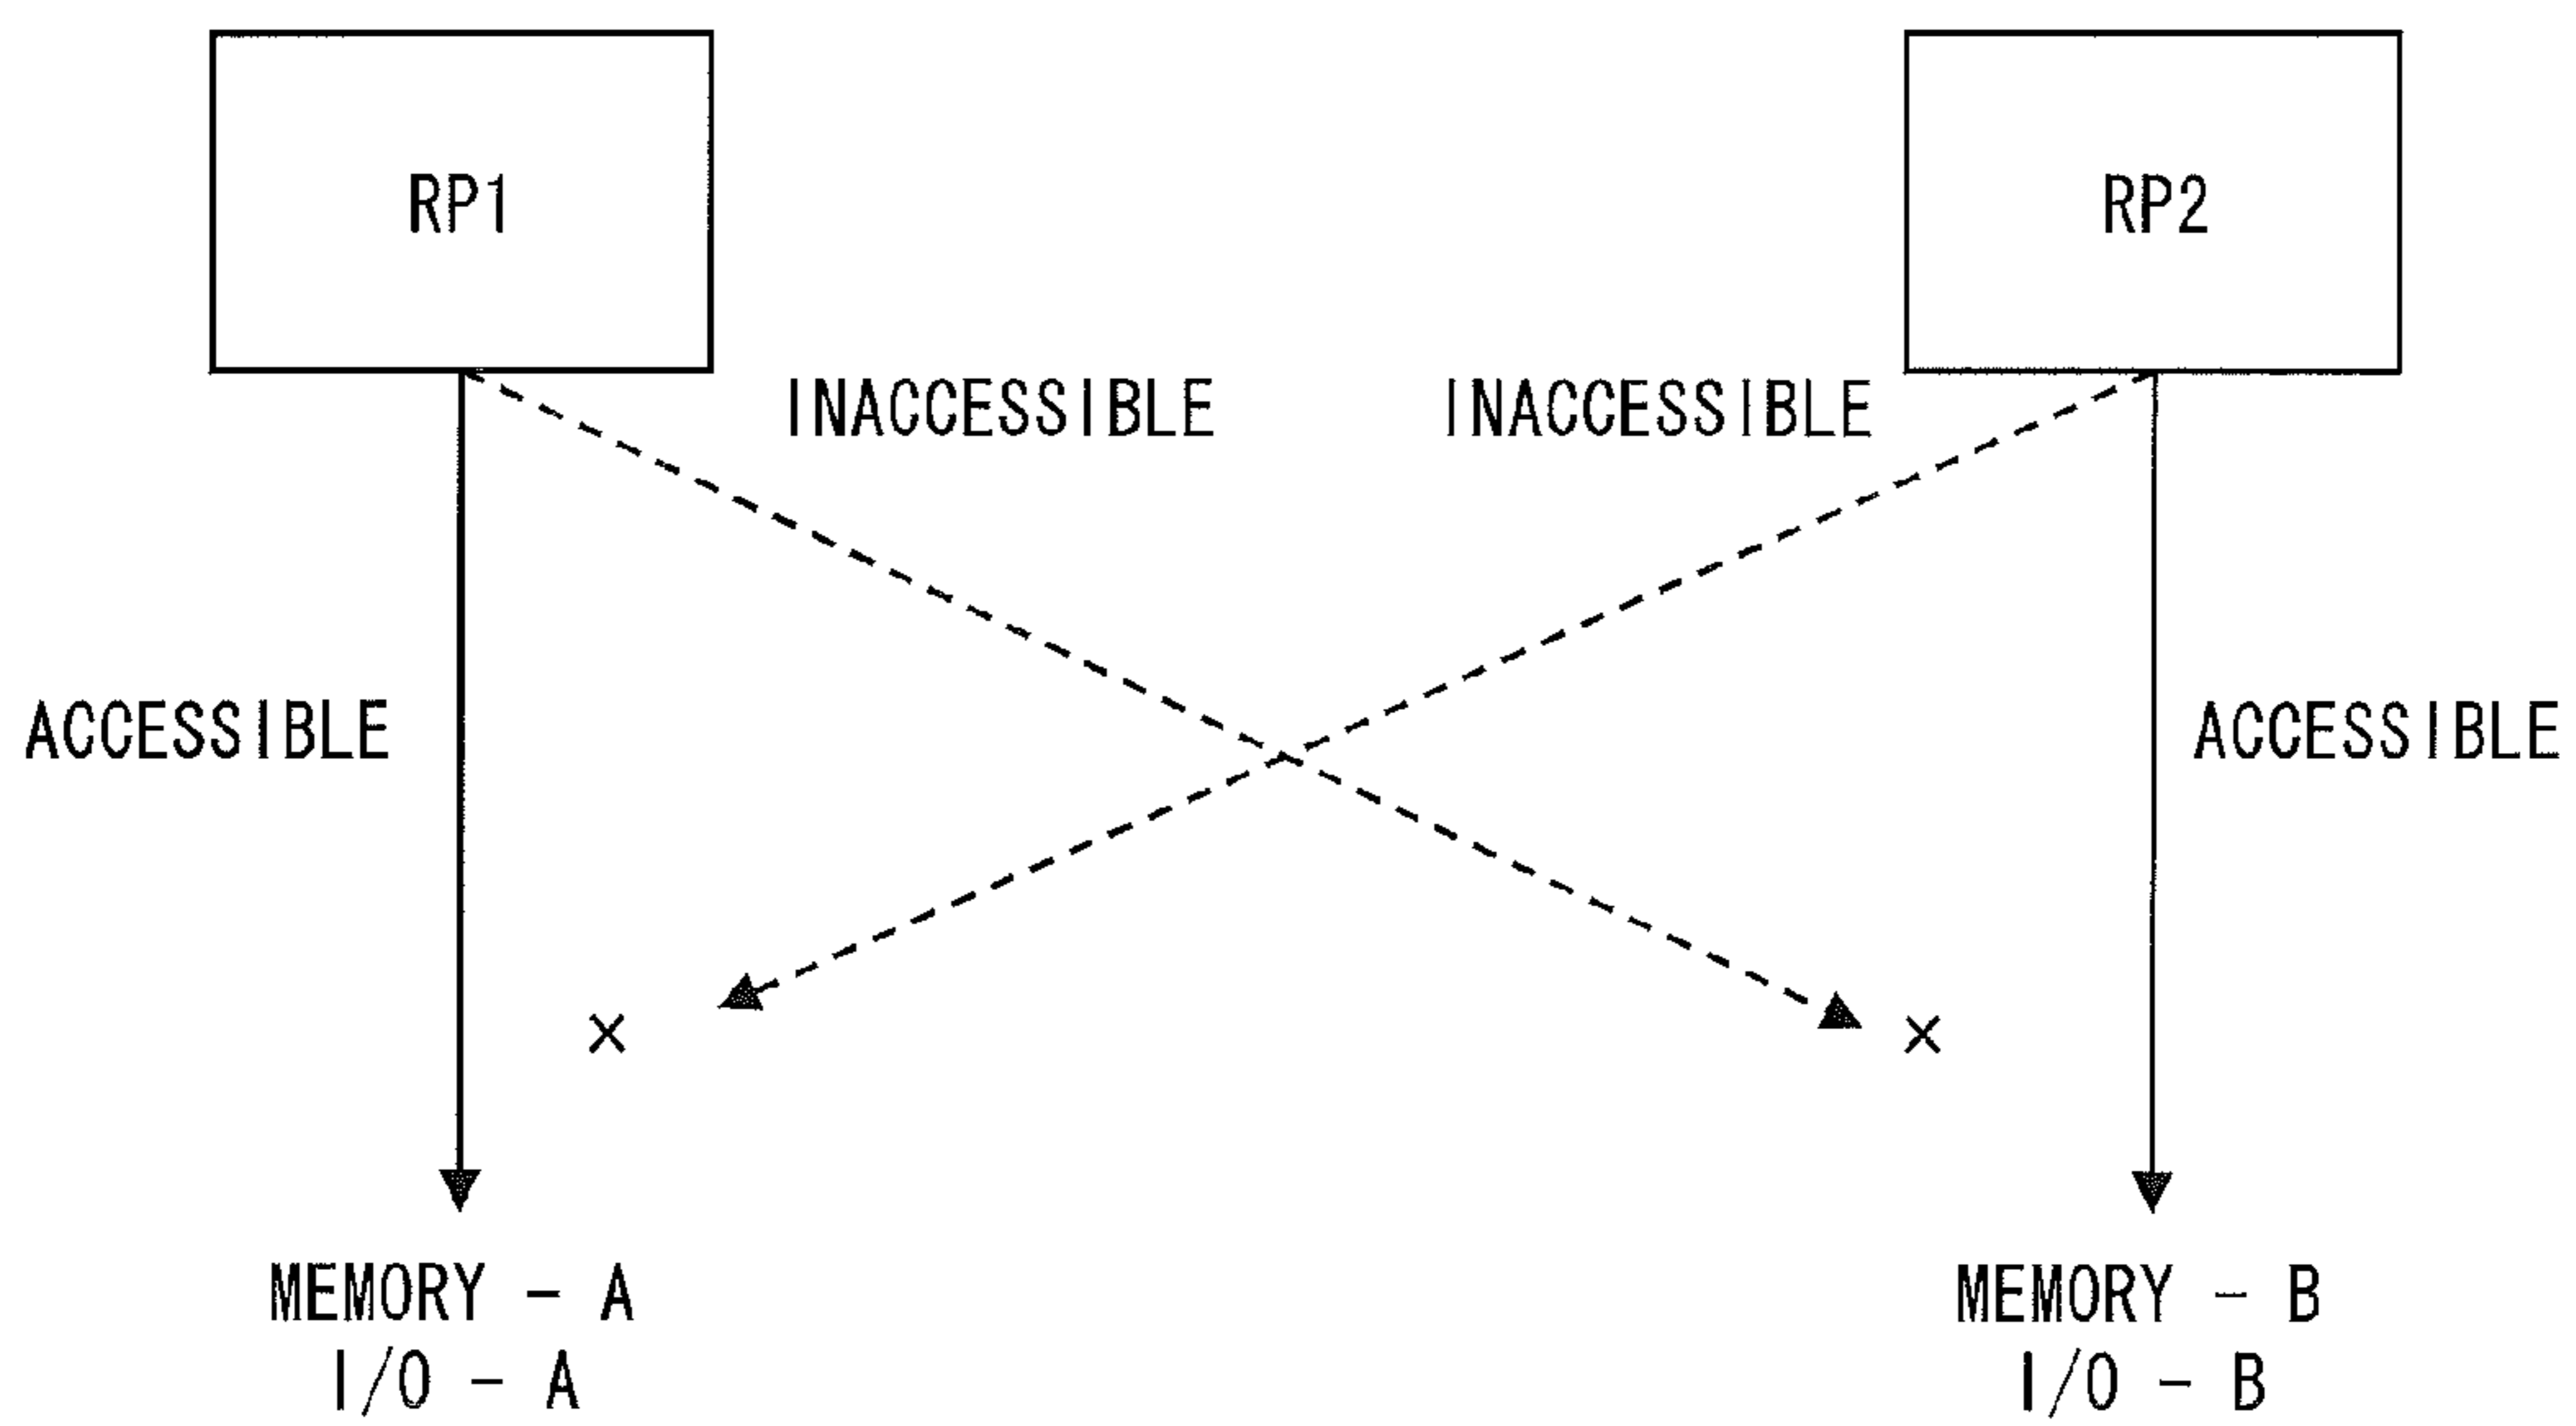 RP1
RP2
INACCESSIBLE
INACCESSIBLE
ACCESSIBLE
ACCESSIBLE
×
×
MEMORY - A
I/O - A
MEMORY - B
I/O - B